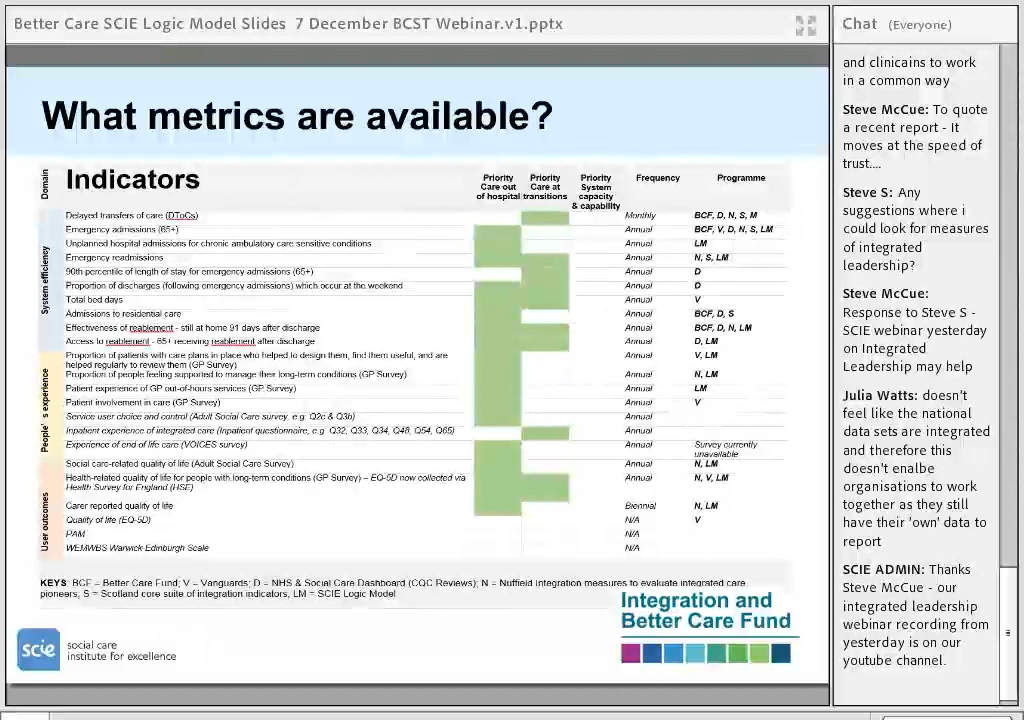 Better Care SCIE Logic Model Slides 7 December BCST Webinar.v1.pptx
What metrics are available?
Domain
Indicators
Priority Care out of hospital
Priority Care at transitions
Priority System capacity & capability
Frequency
Programme
System efficiency
Delayed transfers of care (DToCs) Monthly BCF, D, N, S, M
Emergency admissions (65+) Annual BCF, V, D, N, S, LM
Unplanned hospital admissions for chronic ambulatory care sensitive conditions Annual LM
Emergency readmissions Annual N, S, LM
90th percentile of length of stay for emergency admissions (65+) Annual D
Proportion of discharges (following emergency admissions) which occur at the weekend Annual D
Total bed days Annual V
Admissions to residential care Annual BCF, D, S
Effectiveness of reablement - still at home 91 days after discharge Annual BCF, D, N, LM
Access to reablement - 65+ receiving reablement after discharge Annual D, LM
People's experience
Proportion of patients with care plans in place who helped to design them, find them useful, and are Annual V, LM
helped regularly to review them (GP Survey)
Proportion of people feeling supported to manage their long-term conditions (GP Survey) Annual N, LM
Patient experience of GP out-of-hours services (GP Survey) Annual LM
Patient involvement in care (GP Survey) Annual V
Service user choice and control (Adult Social Care survey, e.g. Q2c & Q3b) Annual
Inpatient experience of integrated care (Inpatient questionnaire, e.g. Q32, Q33, Q34, Q48, Q54, Q65) Annual
Experience of end of life care (VOICES survey) Annual Survey currently
unavailable
User outcomes
Social care-related quality of life (Adult Social Care Survey) Annual N, LM
Health-related quality of life for people with long-term conditions (GP Survey) – EQ-5D now collected via Annual N, V, LM
Health Survey for England (HSE)
Carer reported quality of life Biennial N, LM
Quality of life (EQ-5D) N/A V
PAM N/A
WEMWBS Warwick-Edinburgh Scale N/A
KEYS: BCF = Better Care Fund; V = Vanguards; D = NHS & Social Care Dashboard (CQC Reviews); N = Nuffield Integration measures to evaluate integrated care
pioneers, S = Scotland core suite of integration indicators, LM = SCIE Logic Model
Integration and
Better Care Fund
scie
social care
institute for excellence
Chat (Everyone)
and clinicains to work
in a common way
Steve McCue: To quote
a recent report - It
moves at the speed of
trust....
Steve S: Any
suggestions where i
could look for measures
of integrated
leadership?
Steve McCue:
Response to Steve S -
SCIE webinar yesterday
on Integrated
Leadership may help
Julia Watts: doesn't
feel like the national
data sets are integrated
and therefore this
doesn't enalbe
organisations to work
together as they still
have their 'own' data to
report
SCIE ADMIN: Thanks
Steve McCue - our
integrated leadership
webinar recording from
yesterday is on our
youtube channel.